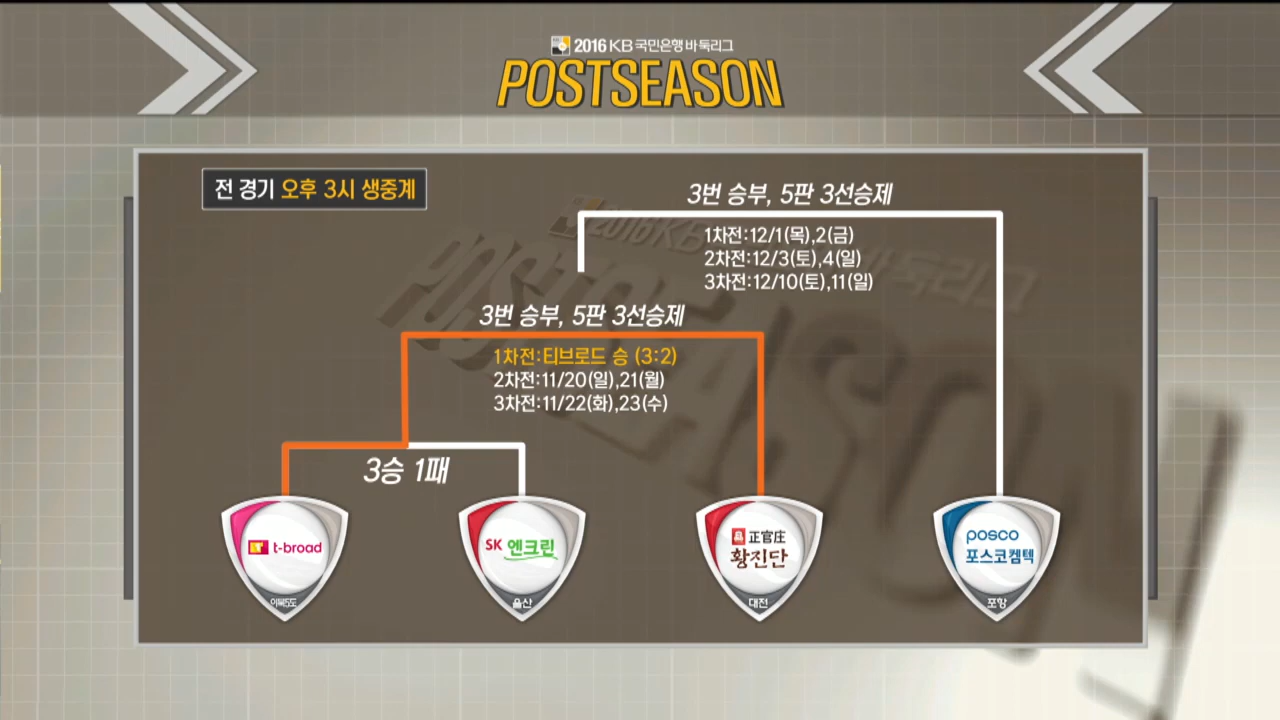 2016 KB국민은행 바둑리그
POSTSEASON
전 경기 오후 3시 생중계
3번 승부, 5판 3선승제
1차전:12/1(목),2(금)
2차전:12/3(토),4(일)
3차전:12/10(토),11(일)
3번 승부, 5판 3선승제
1차전:티브로드 승 (3:2)
2차전:11/20(일),21(월)
3차전:11/22(화),23(수)
3승 1패
t-broad
이북5도
SK 엔크린
울산
正官庄
황진단
대전
posco
포스코켐텍
포항